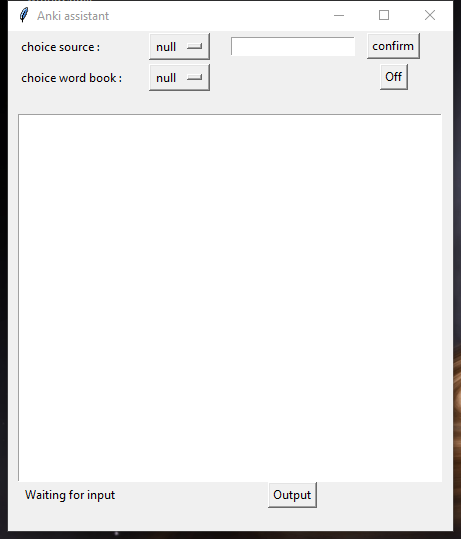 Anki assistant
choice source : null confirm
choice word book : null Off
Waiting for input Output